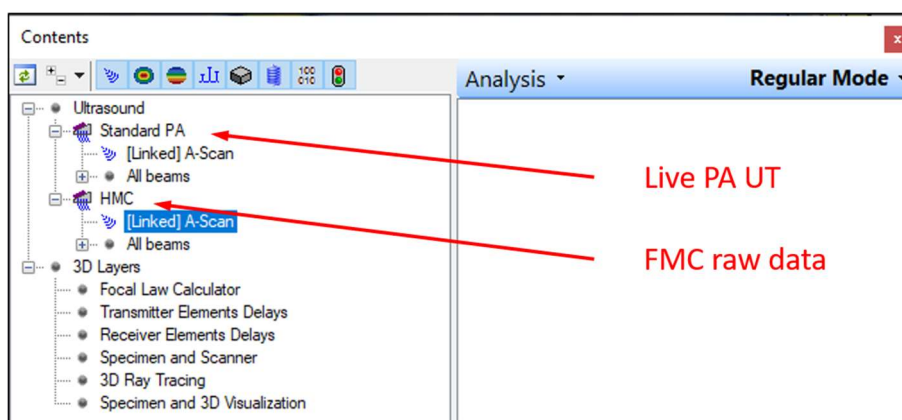 Contents
Analysis
Regular Mode
Ultrasound
Standard PA
[Linked] A-Scan
All beams
HMC
[Linked] A-Scan
All beams
3D Layers
Focal Law Calculator
Transmitter Elements Delays
Receiver Elements Delays
Specimen and Scanner
3D Ray Tracing
Specimen and 3D Visualization
Live PA UT
FMC raw data